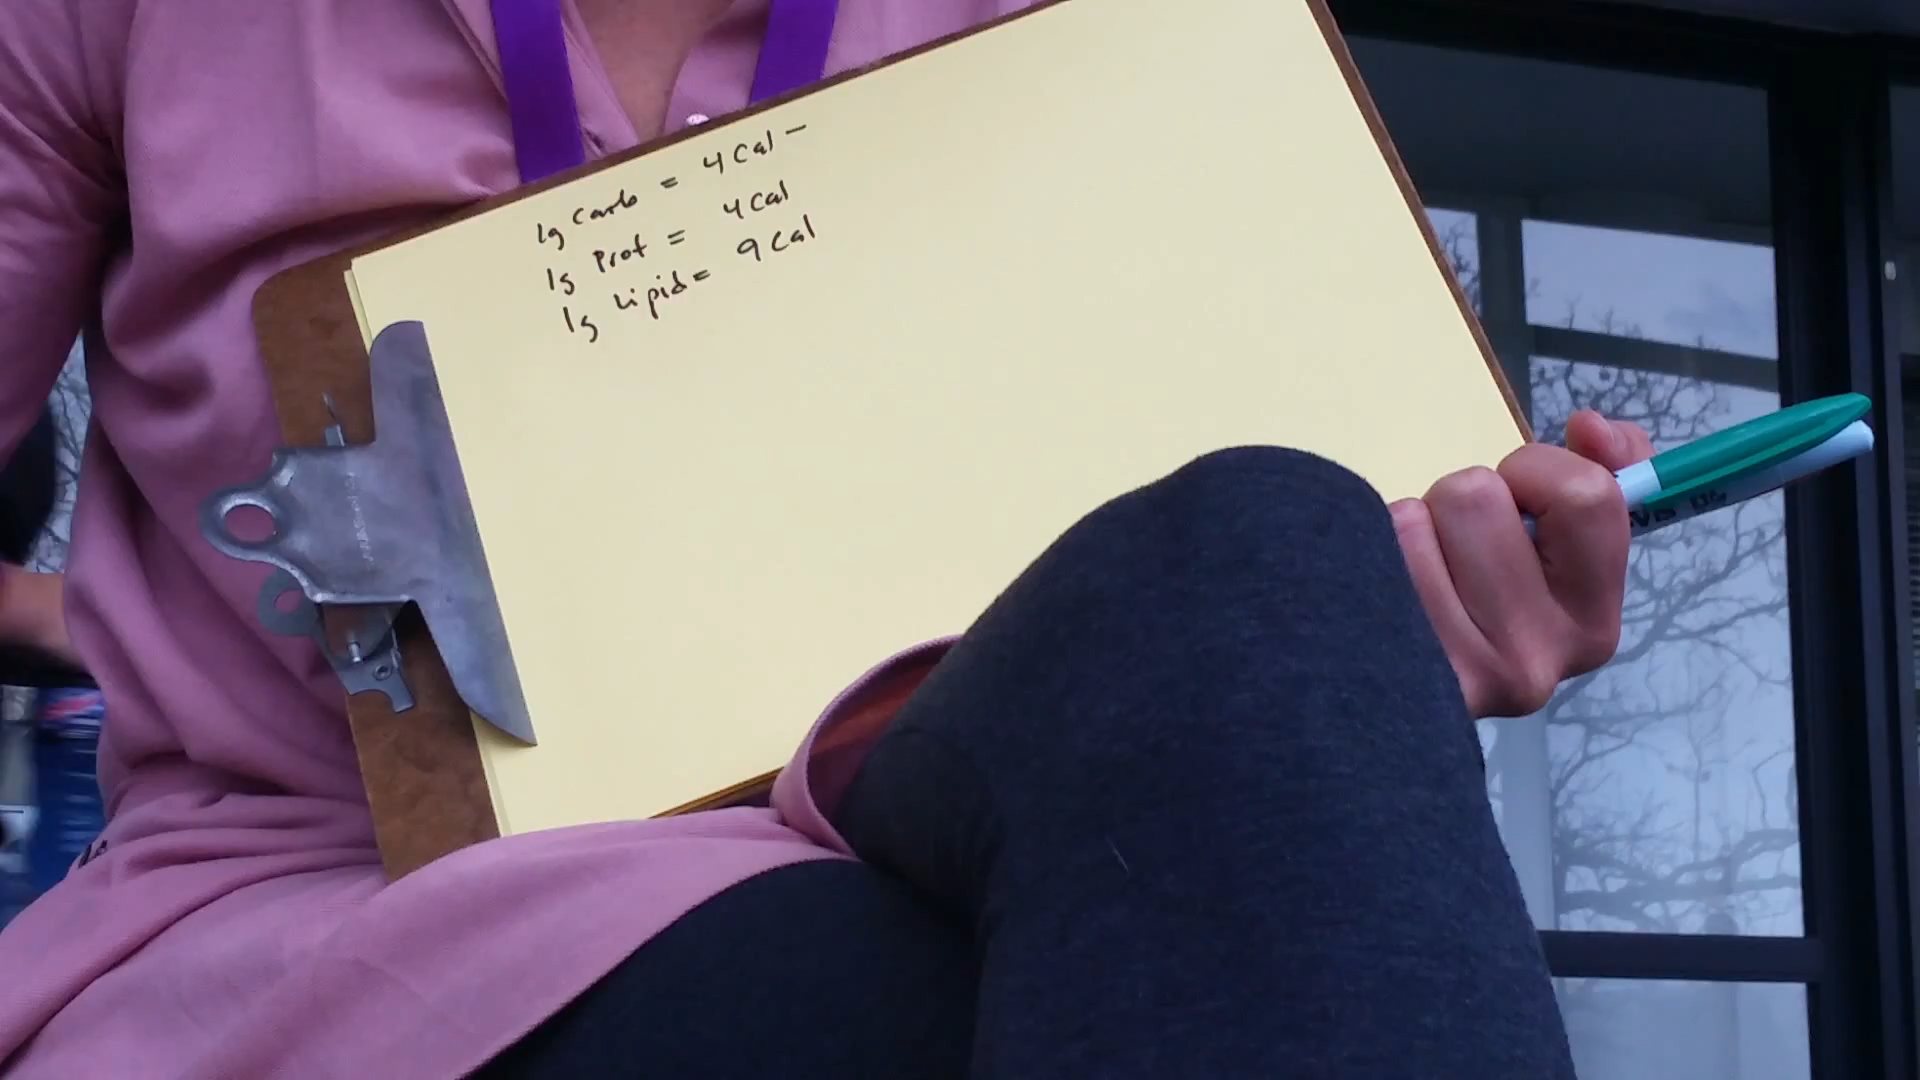 1g Carb = 4 Cal -
1g Prot = 4 Cal
1g Lipid = 9 Cal